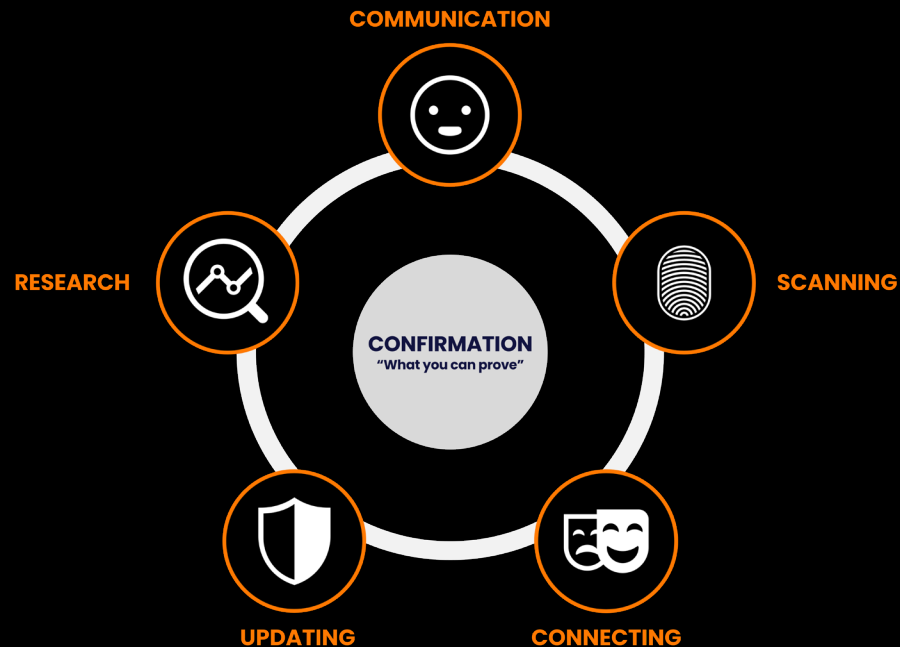 COMMUNICATION
RESEARCH
SCANNING
CONFIRMATION
“What you can prove”
UPDATING
CONNECTING